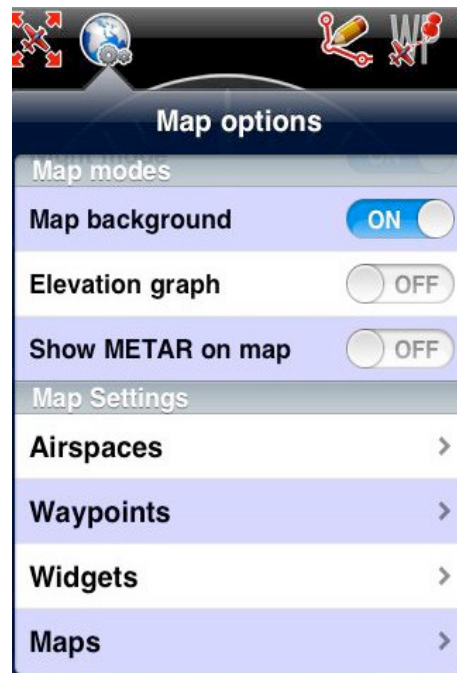 WP
Map options
ON
Map modes
Map background ON
Elevation graph OFF
Show METAR on map OFF
Map Settings
Airspaces
Waypoints
Widgets
Maps